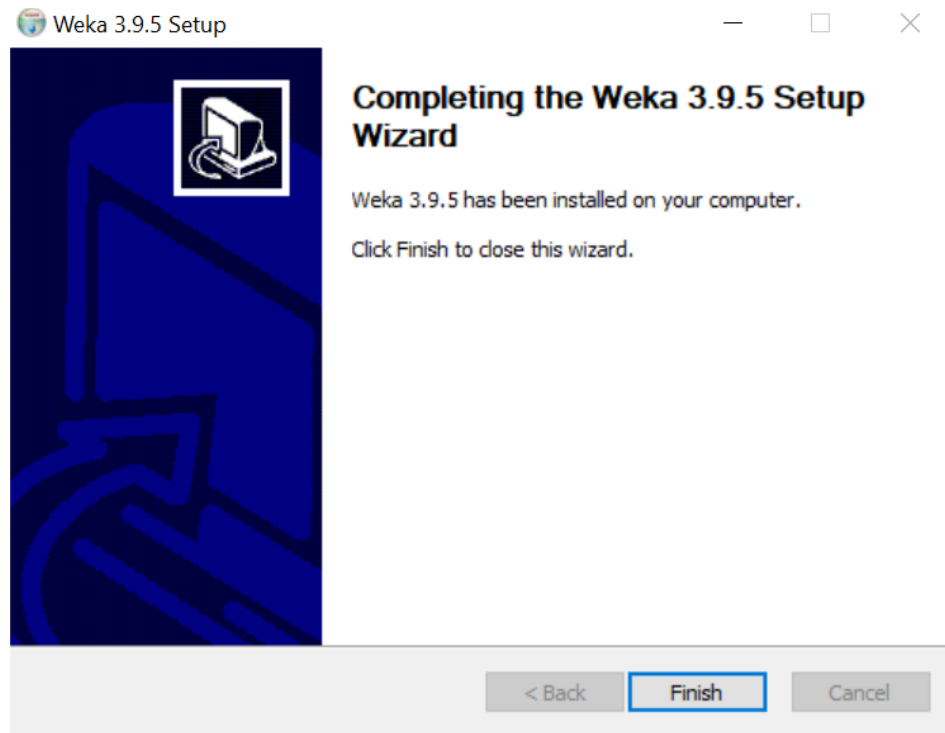 Weka 3.9.5 Setup
Completing the Weka 3.9.5 Setup
Wizard
Weka 3.9.5 has been installed on your computer.
Click Finish to close this wizard.
< Back Finish Cancel